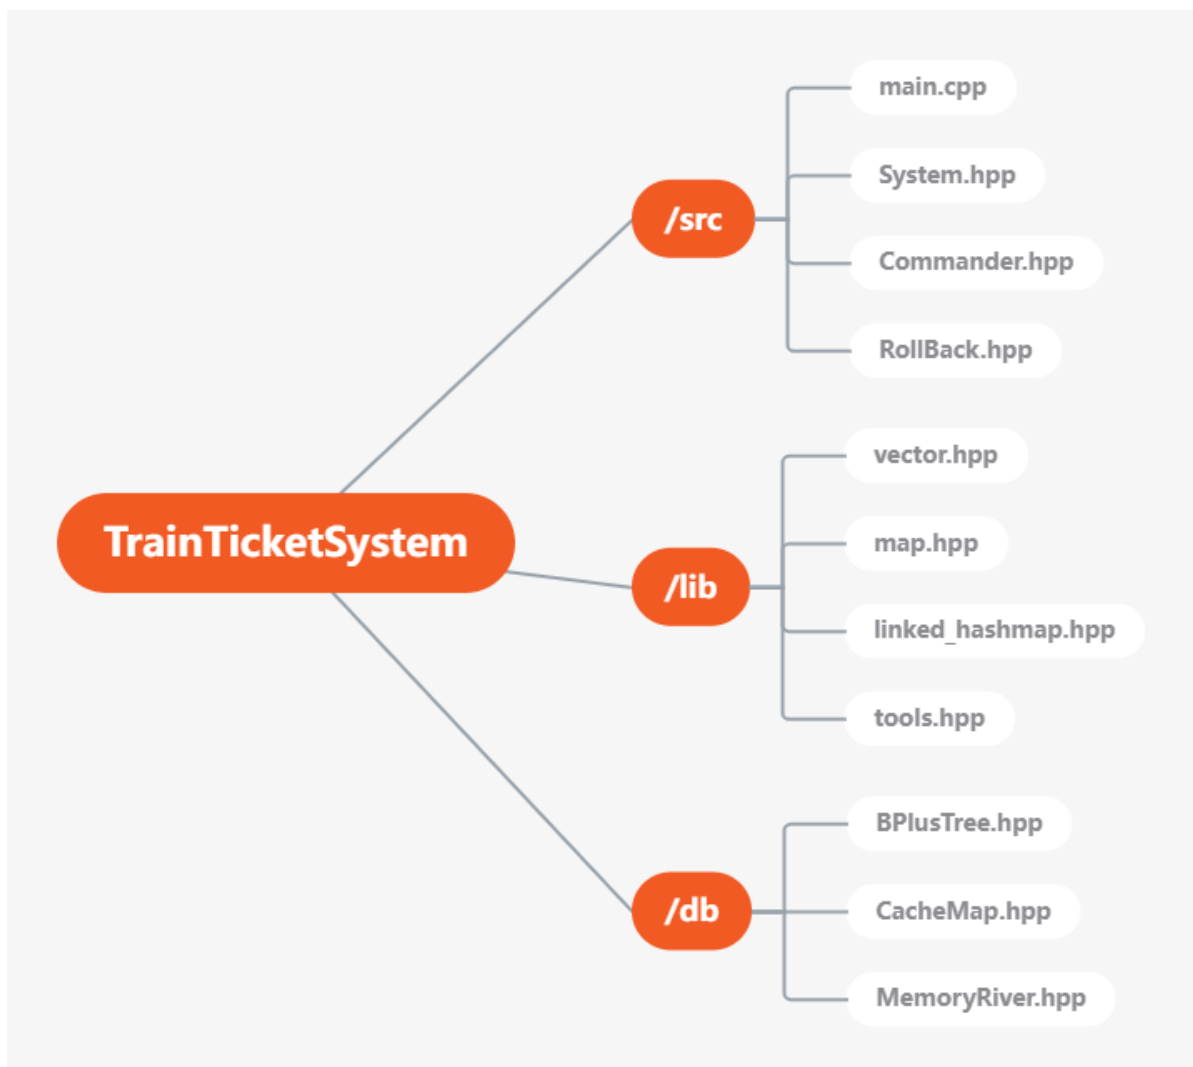 TrainTicketSystem
/src
main.cpp
System.hpp
Commander.hpp
RollBack.hpp
/lib
vector.hpp
map.hpp
linked_hashmap.hpp
tools.hpp
/db
BPlusTree.hpp
CacheMap.hpp
MemoryRiver.hpp